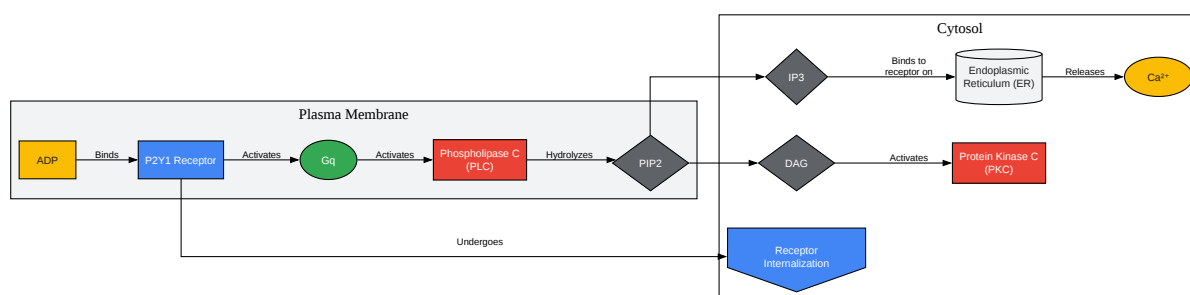 Cytosol
IP3
Binds to
receptor on
Endoplasmic
Reticulum (ER)
Releases
Ca²⁺
Plasma Membrane
ADP
Binds
P2Y1 Receptor
Activates
Gq
Activates
Phospholipase C
(PLC)
Hydrolyzes
PIP2
DAG
Activates
Protein Kinase C
(PKC)
Undergoes
Receptor
Internalization